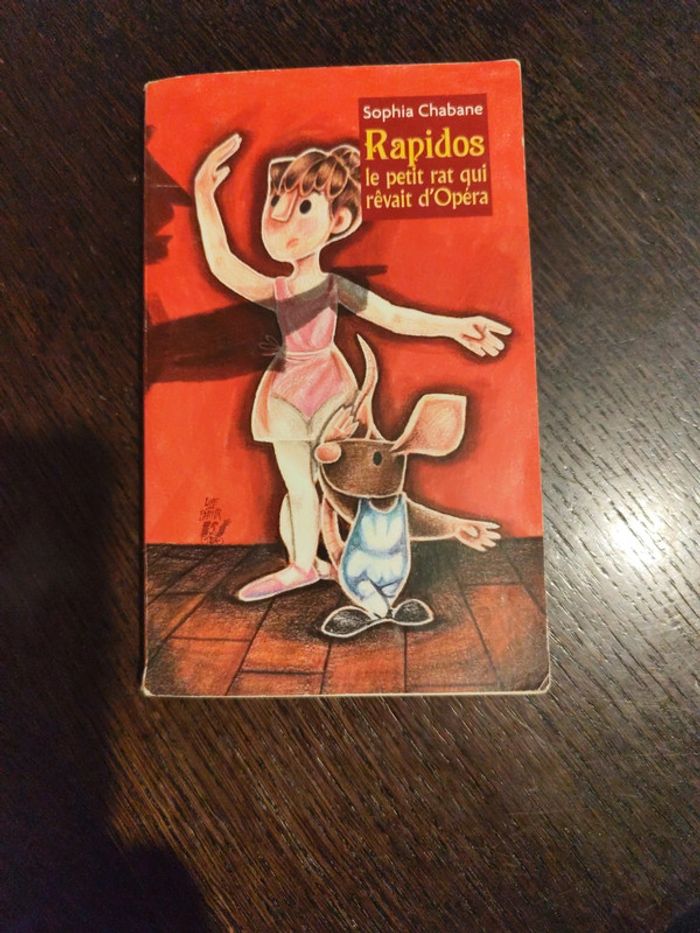 Sophia Chabane
Rapidos
le petit rat qui
rêvait d'Opéra